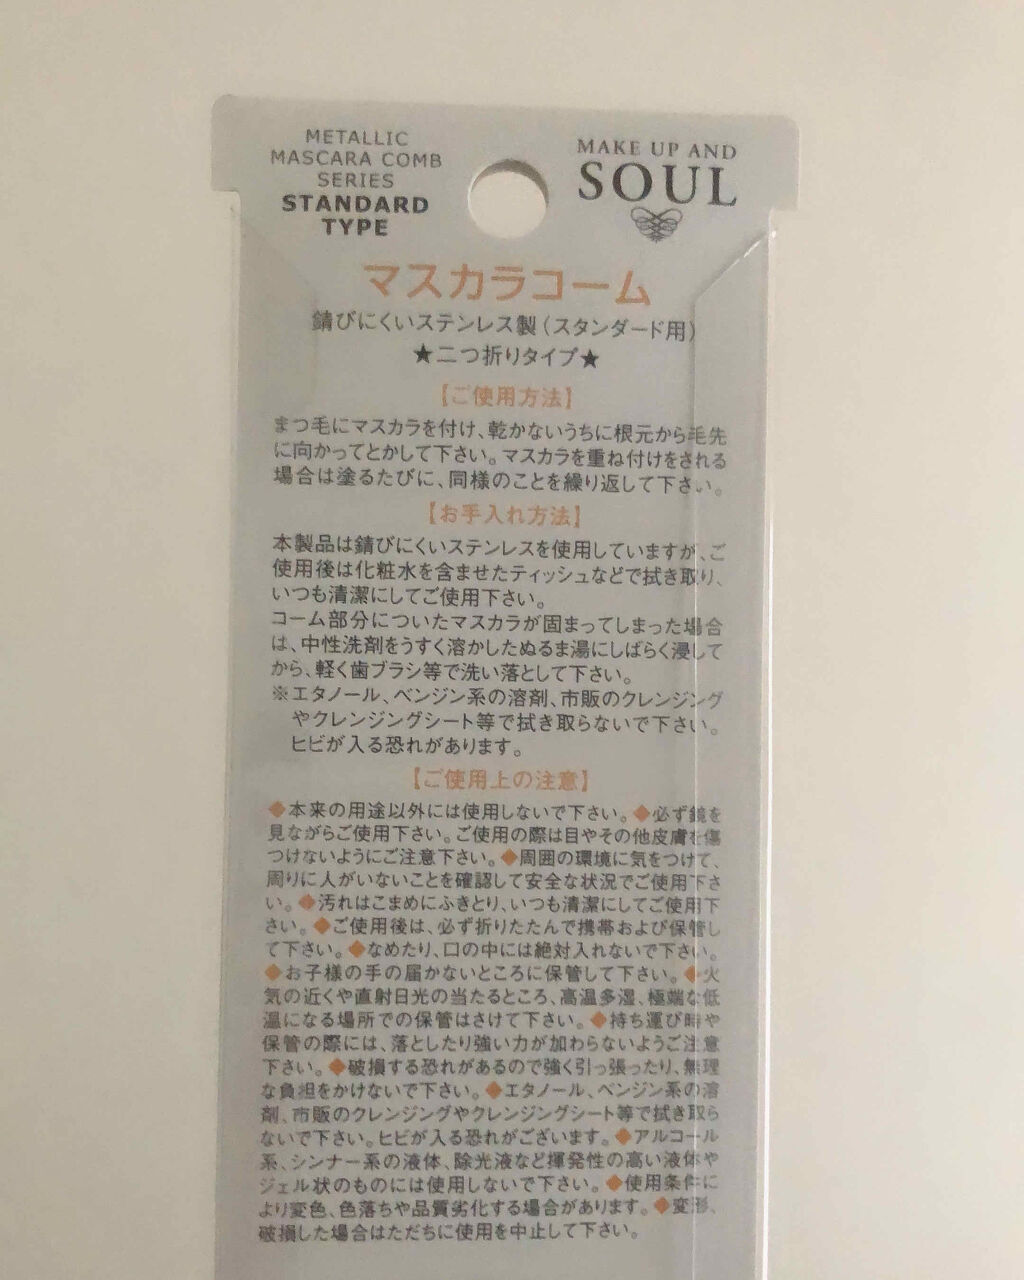 METALLIC
MASCARA COMB
SERIES
STANDARD
TYPE
MAKE UP AND
SOUL
マスカラコーム
錆びにくいステンレス製(スタンダード用)
★二つ折りタイプ★
【ご使用方法】
まつ毛にマスカラを付け、乾かないうちに根元から毛先
に向かってとかして下さい。マスカラを重ね付けをされる
場合は塗るたびに、同様のことを繰り返して下さい。
【お手入れ方法】
本製品は錆びにくいステンレスを使用していますが、ご
使用後は化粧水を含ませたティッシュなどで拭き取り、
いつも清潔にしてご使用下さい。
コーム部分についたマスカラが固まってしまった場合
は、中性洗剤をうすく溶かしたぬるま湯にしばらく浸して
から、軽く歯ブラシ等で洗い落として下さい。
※エタノール、ベンジン系の溶剤、市販のクレンジング
やクレンジングシート等で拭き取らないで下さい。
ヒビが入る恐れがあります。
【ご使用上の注意】
◆本来の用途以外には使用しないで下さい。◆必ず鏡を
見ながらご使用下さい。ご使用の際は目やその他皮膚を傷
つけないようにご注意下さい。◆周囲の環境に気をつけて、
周りに人がいないことを確認して安全な状況でご使用下さ
い。◆汚れはこまめにふきとり、いつも清潔にしてご使用下
さい。◆ご使用後は、必ず折りたたんで携帯および保管し
て下さい。◆なめたり、口の中には絶対入れないで下さい。
◆お子様の手の届かないところに保管して下さい。◆火
気の近くや直射日光の当たるところ、高温多湿、極端な低
温になる場所での保管はさけて下さい。◆持ち運び時や
保管の際には、落としたり強い力が加わらないようご注意
下さい。◆破損する恐れがあるので強く引っ張ったり、無理
な負担をかけないで下さい。◆エタノール、ベンジン系の溶
剤、市販のクレンジングやクレンジングシート等で拭き取ら
ないで下さい。ヒビが入る恐れがございます。◆アルコール
系、シンナー系の液体、除光液など揮発性の高い液体や
ジェル状のものには使用しないで下さい。◆使用条件に
より変色、色落ちや品質劣化する場合があります。◆変形、
破損した場合はただちに使用を中止して下さい。